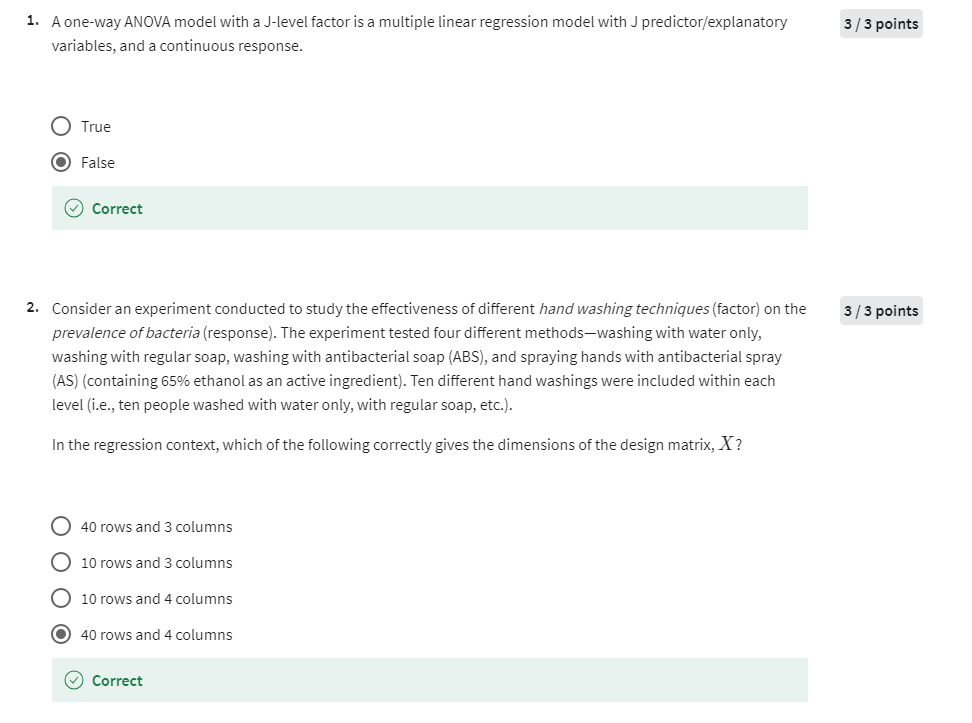 1. A one-way ANOVA model with a J-level factor is a multiple linear regression model with J predictor/explanatory
variables, and a continuous response.
3 / 3 points
True
False
Correct
2. Consider an experiment conducted to study the effectiveness of different hand washing techniques (factor) on the
prevalence of bacteria (response). The experiment tested four different methods—washing with water only,
washing with regular soap, washing with antibacterial soap (ABS), and spraying hands with antibacterial spray
(AS) (containing 65% ethanol as an active ingredient). Ten different hand washings were included within each
level (i.e., ten people washed with water only, with regular soap, etc.).
3 / 3 points
In the regression context, which of the following correctly gives the dimensions of the design matrix, X?
40 rows and 3 columns
10 rows and 3 columns
10 rows and 4 columns
40 rows and 4 columns
Correct